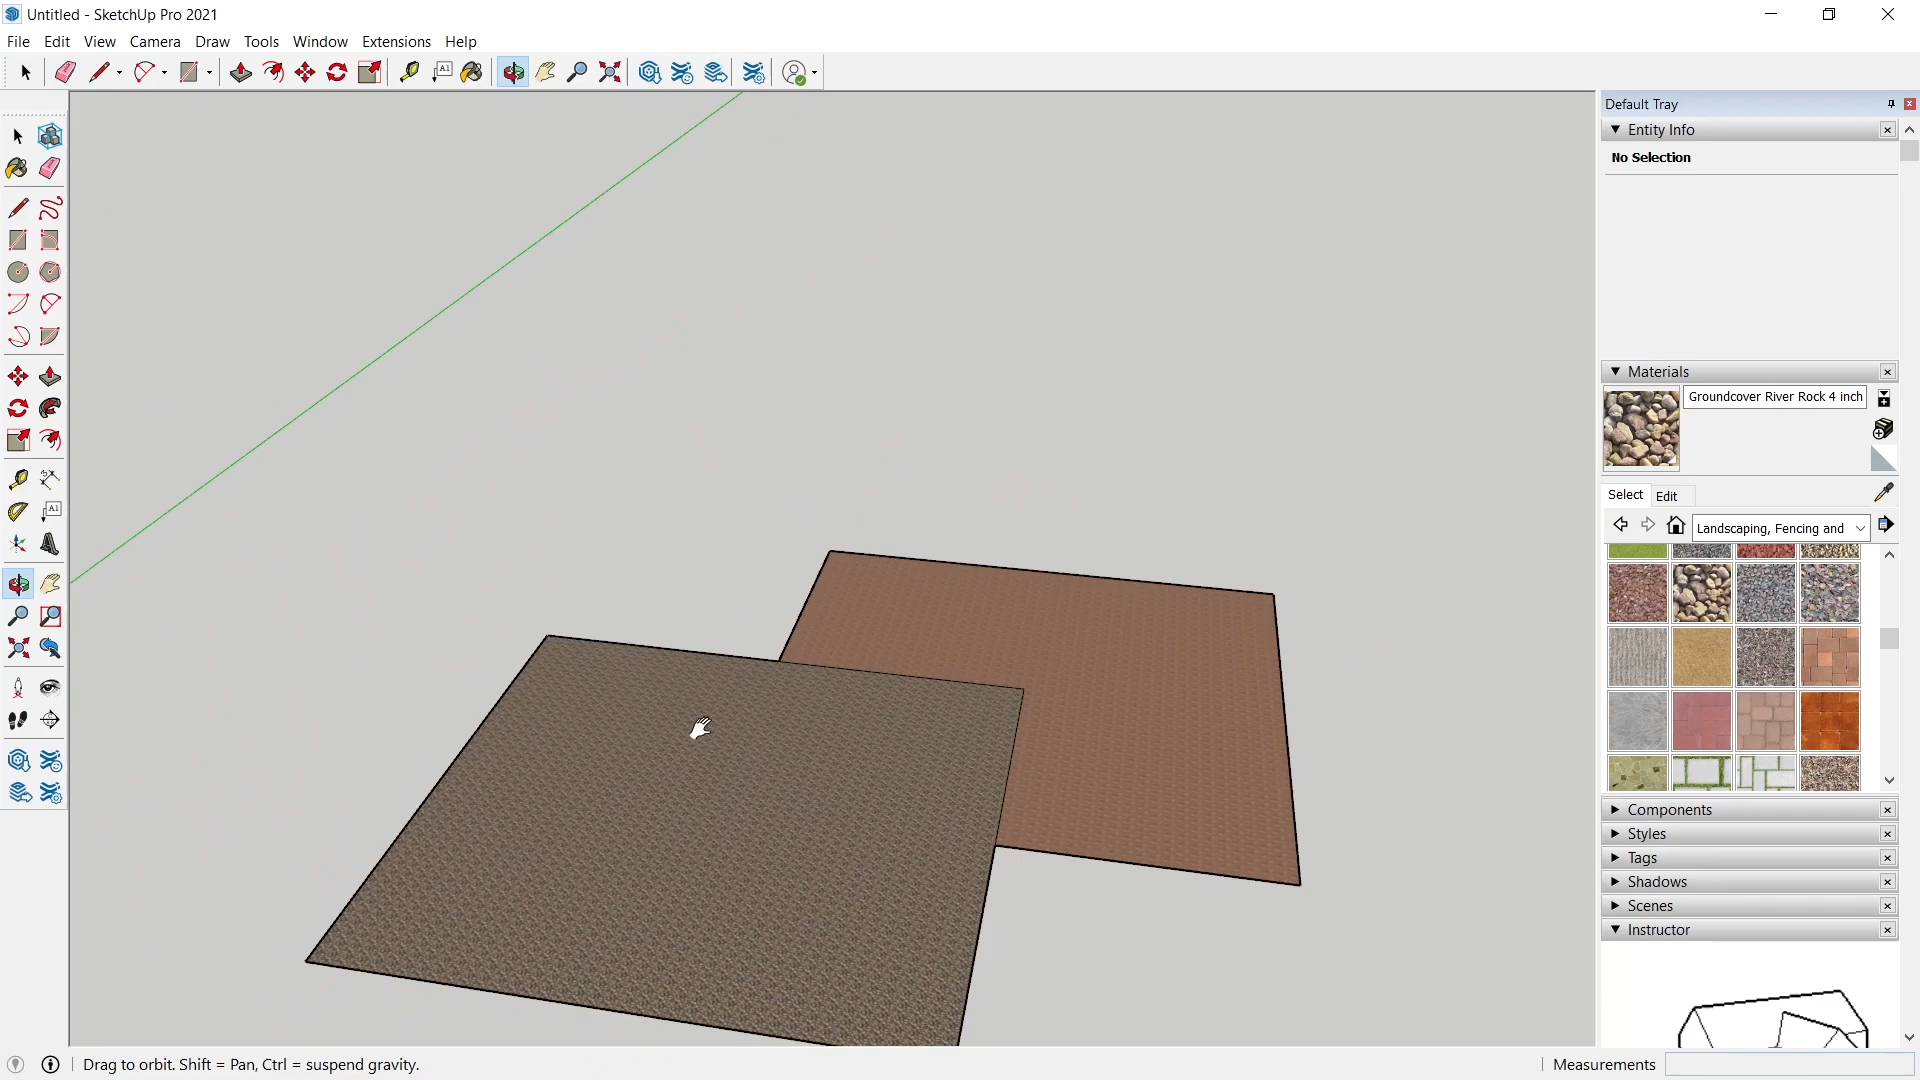 Untitled - SketchUp Pro 2021
File Edit View Camera Draw Tools Window Extensions Help
A1
Default Tray
Entity Info
No Selection
Materials
Groundcover River Rock 4 inch
Select Edit
A1
Landscaping, Fencing and
Components
Styles
Tags
Shadows
Scenes
Instructor
Drag to orbit. Shift = Pan, Ctrl = suspend gravity.
Measurements